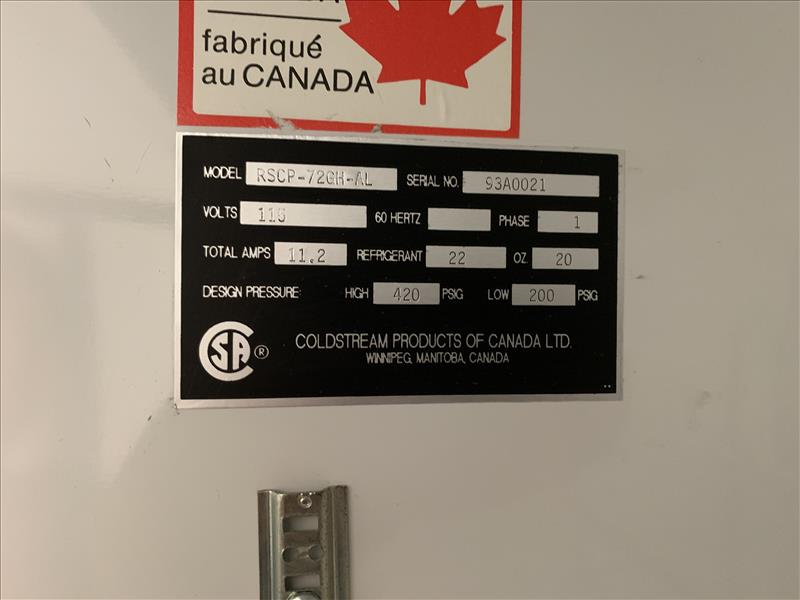 fabriqué
au CANADA
MODEL RSCP-72GH-AL SERIAL NO. 93A0021
VOLTS 115 60 HERTZ PHASE 1
TOTAL AMPS 11.2 REFRIGERANT 22 OZ. 20
DESIGN PRESSURE: HIGH 420 PSIG LOW 200 PSIG
CSA ®
COLDSTREAM PRODUCTS OF CANADA LTD.
WINNIPEG, MANITOBA, CANADA